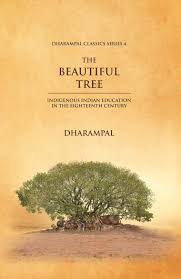 DHARAMPAL CLASSICS SERIES 4
THE
BEAUTIFUL
TREE
INDIGENOUS INDIAN EDUCATION
IN THE EIGHTEENTH CENTURY
DHARAMPAL